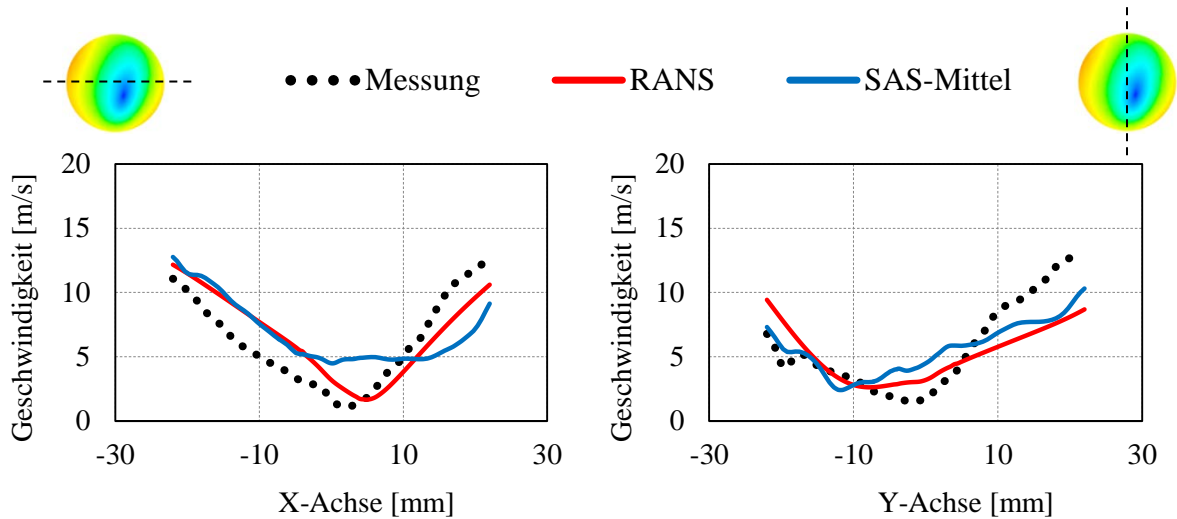 Messung RANS SAS-Mittel
Geschwindigkeit [m/s]
20
15
10
5
0
-30 -10 10 30
X-Achse [mm]
Geschwindigkeit [m/s]
20
15
10
5
0
-30 -10 10 30
Y-Achse [mm]